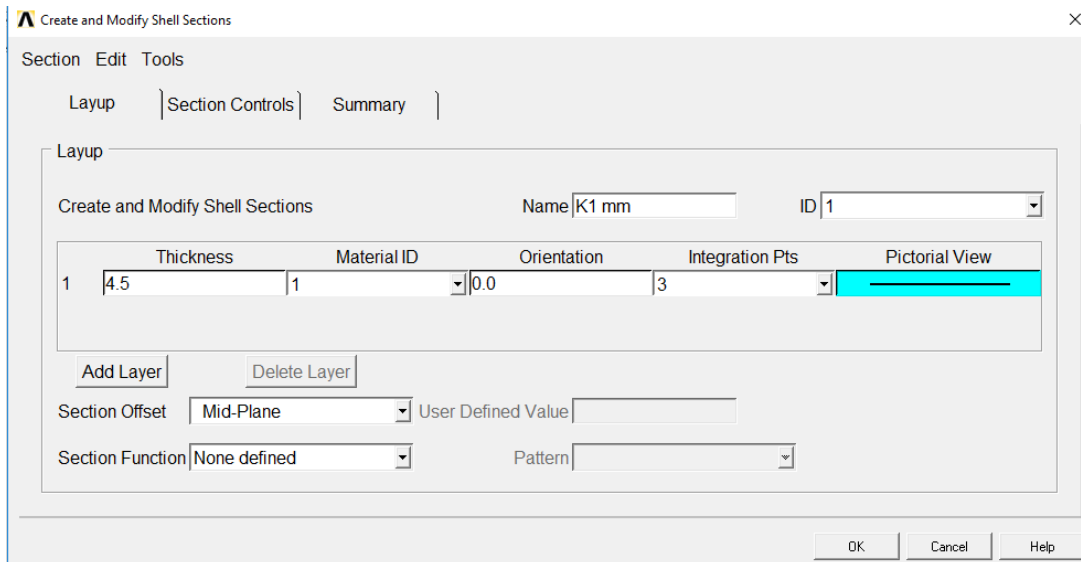 Create and Modify Shell Sections
Section Edit Tools
Layup Section Controls Summary
Layup
Create and Modify Shell Sections Name K1 mm ID 1
Thickness Material ID Orientation Integration Pts Pictorial View
1 4.5 1 0.0 3
Add Layer Delete Layer
Section Offset Mid-Plane User Defined Value
Section Function None defined Pattern
OK Cancel Help